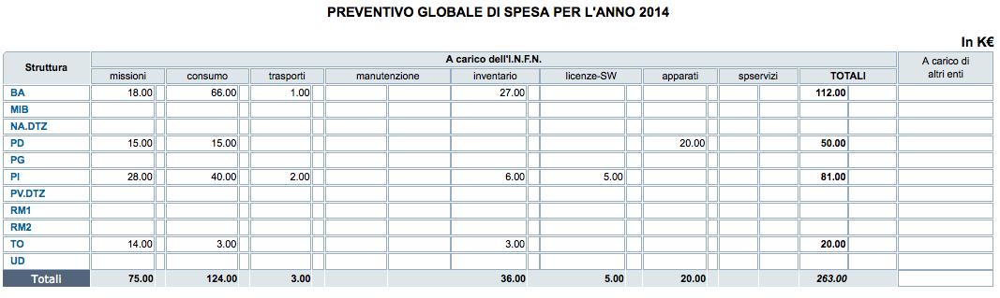 PREVENTIVO GLOBALE DI SPESA PER L'ANNO 2014
In K€
Struttura A carico dell'I.N.F.N. A carico di altri enti
missioni consumo trasporti manutenzione inventario licenze-SW apparati spservizi TOTALI
BA 18.00 66.00 1.00 27.00 112.00
MIB
NA.DTZ
PD 15.00 15.00 20.00 50.00
PG
PI 28.00 40.00 2.00 6.00 5.00 81.00
PV.DTZ
RM1
RM2
TO 14.00 3.00 3.00 20.00
UD
Totali 75.00 124.00 3.00 36.00 5.00 20.00 263.00